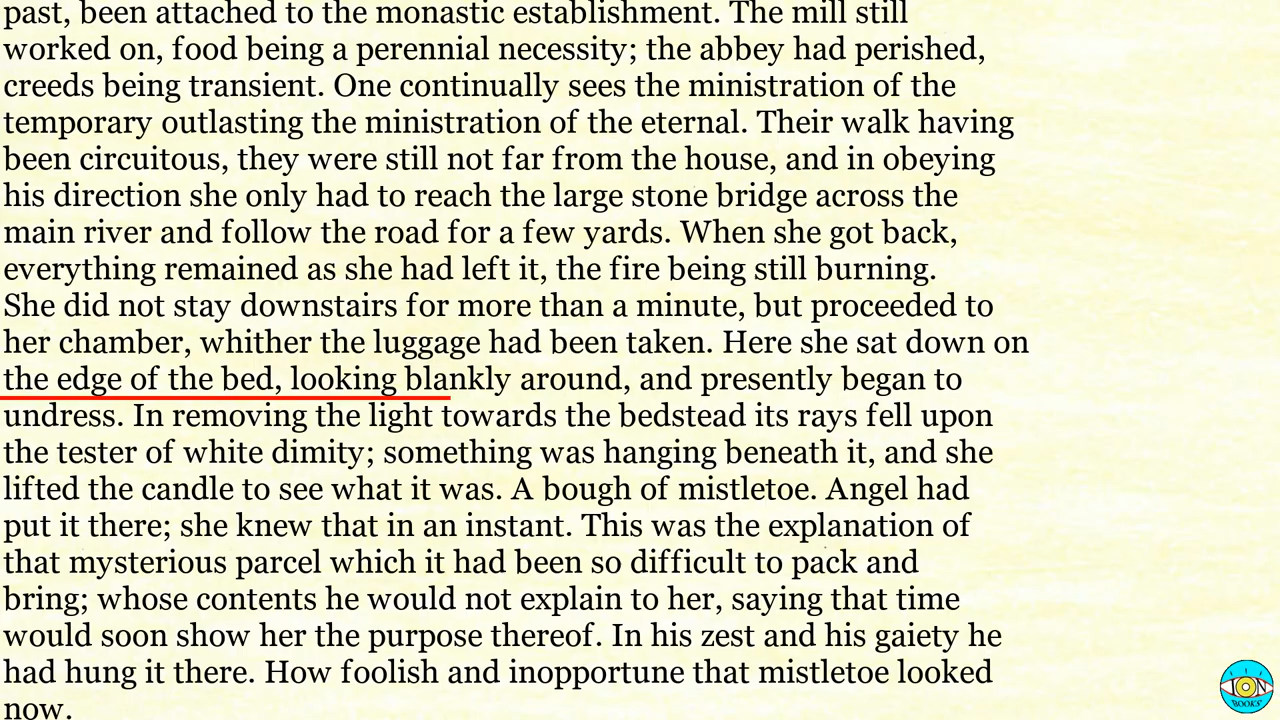 past, been attached to the monastic establishment. The mill still
worked on, food being a perennial necessity; the abbey had perished,
creeds being transient. One continually sees the ministration of the
temporary outlasting the ministration of the eternal. Their walk having
been circuitous, they were still not far from the house, and in obeying
his direction she only had to reach the large stone bridge across the
main river and follow the road for a few yards. When she got back,
everything remained as she had left it, the fire being still burning.
She did not stay downstairs for more than a minute, but proceeded to
her chamber, whither the luggage had been taken. Here she sat down on
the edge of the bed, looking blankly around, and presently began to
undress. In removing the light towards the bedstead its rays fell upon
the tester of white dimity; something was hanging beneath it, and she
lifted the candle to see what it was. A bough of mistletoe. Angel had
put it there; she knew that in an instant. This was the explanation of
that mysterious parcel which it had been so difficult to pack and
bring; whose contents he would not explain to her, saying that time
would soon show her the purpose thereof. In his zest and his gaiety he
had hung it there. How foolish and inopportune that mistletoe looked
now.
ION
BOOKS